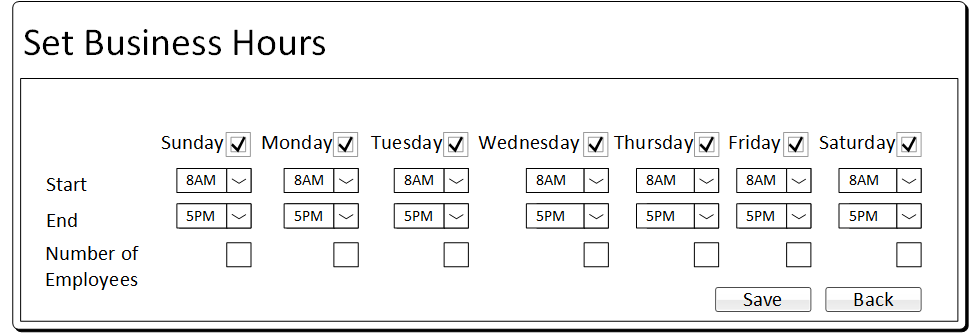 Set Business Hours
Sunday Monday Tuesday Wednesday Thursday Friday Saturday
Start 8AM 8AM 8AM 8AM 8AM 8AM 8AM
End 5PM 5PM 5PM 5PM 5PM 5PM 5PM
Number of
Employees
Save Back